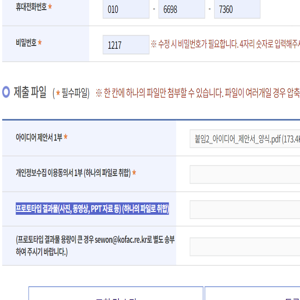 휴대전화번호 * 010 - 6698 - 7360
비밀번호 * 1217 ※ 수정 시 비밀번호가 필요합니다. 4자리 숫자로 입력해주시
제출 파일 ( * 필수파일) ※ 한 칸에 하나의 파일만 첨부할 수 있습니다. 파일이 여러개일 경우 압축
아이디어 제안서 1부 * 붙임2_아이디어_제안서_양식.pdf (173.4K
개인정보수집 이용동의서 1부 (하나의 파일로 취합) *
프로토타입 결과물(사진, 동영상, PPT 자료 등) (하나의 파일로 취합)
(프로토타입 결과물 용량이 큰 경우 sewon@kofac.re.kr로 별도 송부
하여 주시기 바랍니다.)